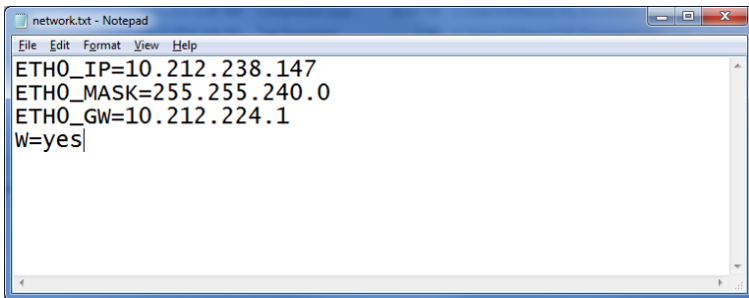 network.txt - Notepad
File Edit Format View Help
ETH0_IP=10.212.238.147
ETH0_MASK=255.255.240.0
ETH0_GW=10.212.224.1
W=yes